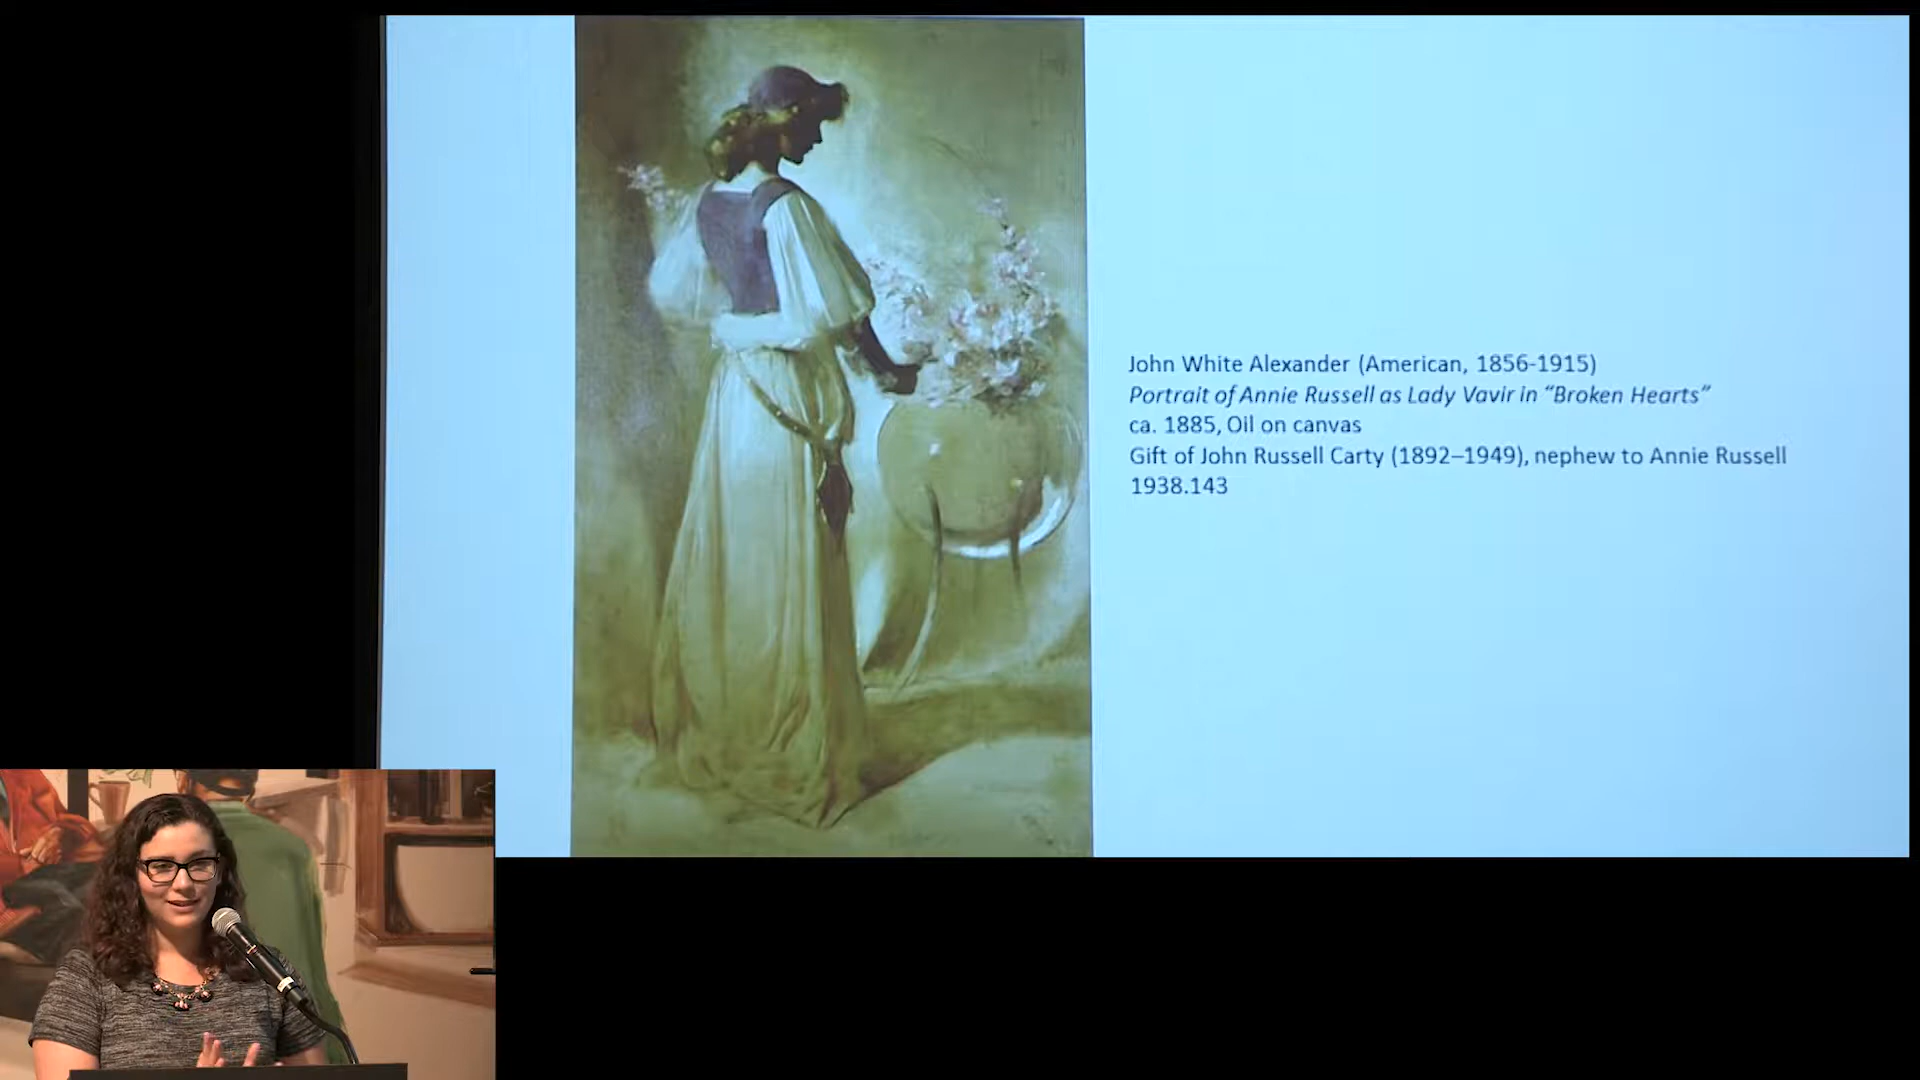 John White Alexander (American, 1856-1915)
Portrait of Annie Russell as Lady Vavir in “Broken Hearts”
ca. 1885, Oil on canvas
Gift of John Russell Carty (1892–1949), nephew to Annie Russell
1938.143